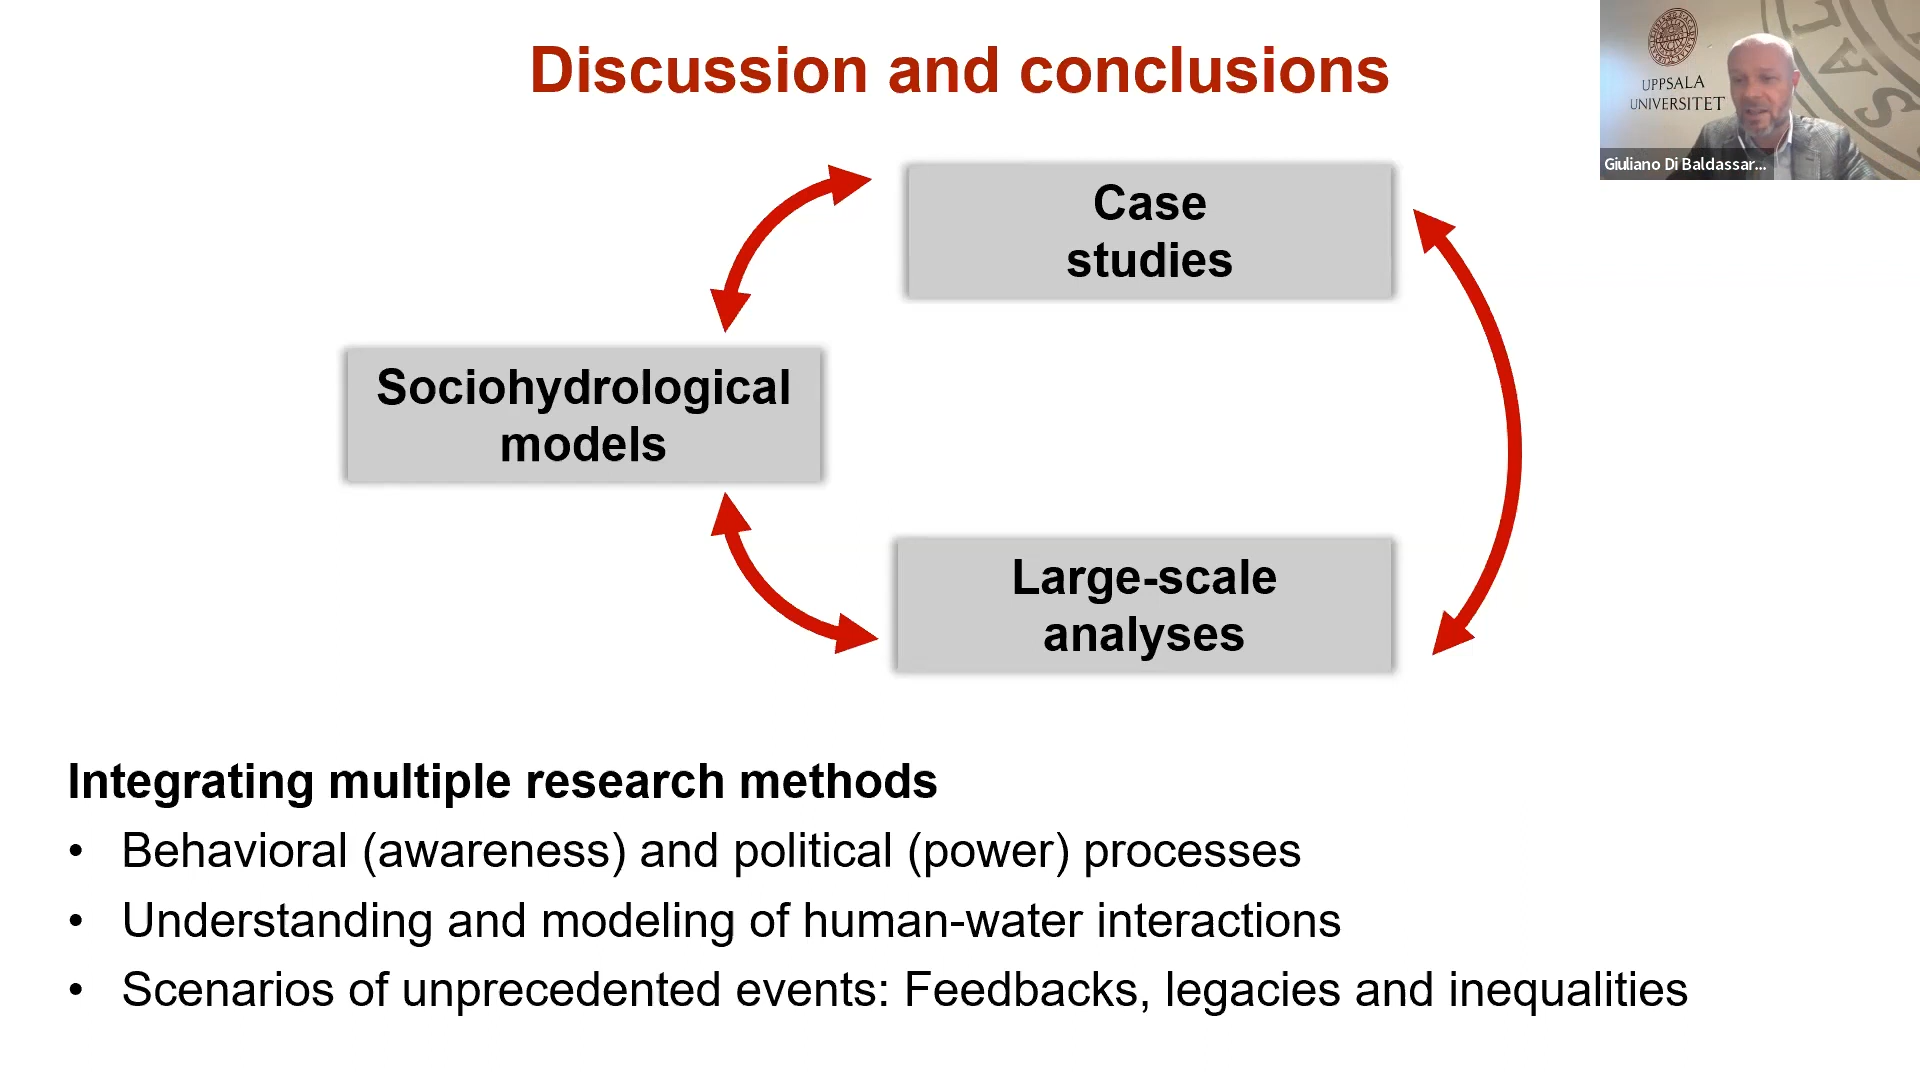 Discussion and conclusions
UPPSALA
UNIVERSITET
Giuliano Di Baldassar...
Case
studies
Sociohydrological
models
Large-scale
analyses
Integrating multiple research methods
• Behavioral (awareness) and political (power) processes
• Understanding and modeling of human-water interactions
• Scenarios of unprecedented events: Feedbacks, legacies and inequalities